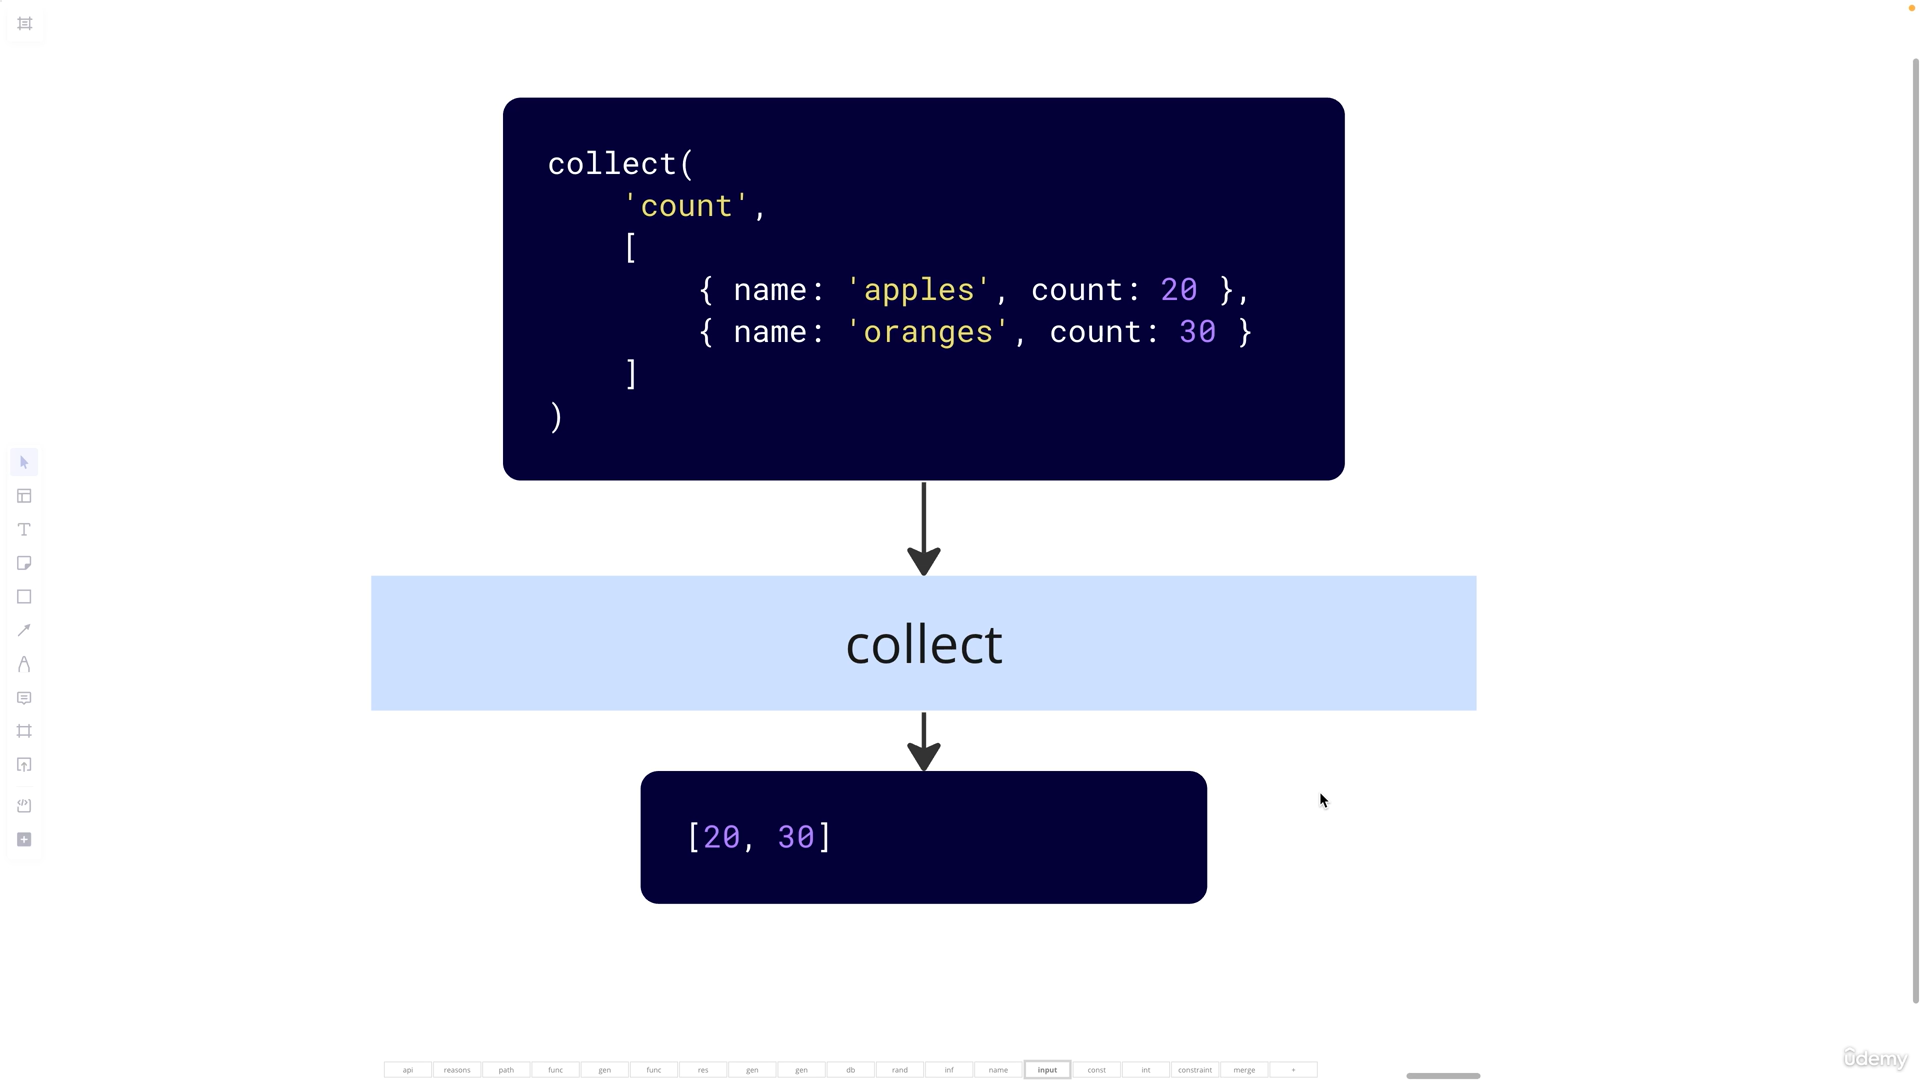 collect(
'count',
[
{ name: 'apples', count: 20 },
{ name: 'oranges', count: 30 }
]
)
collect
[20, 30]
api reasons path func gen func res gen gen db rand inf name input const int constraint merge +
ûdemy